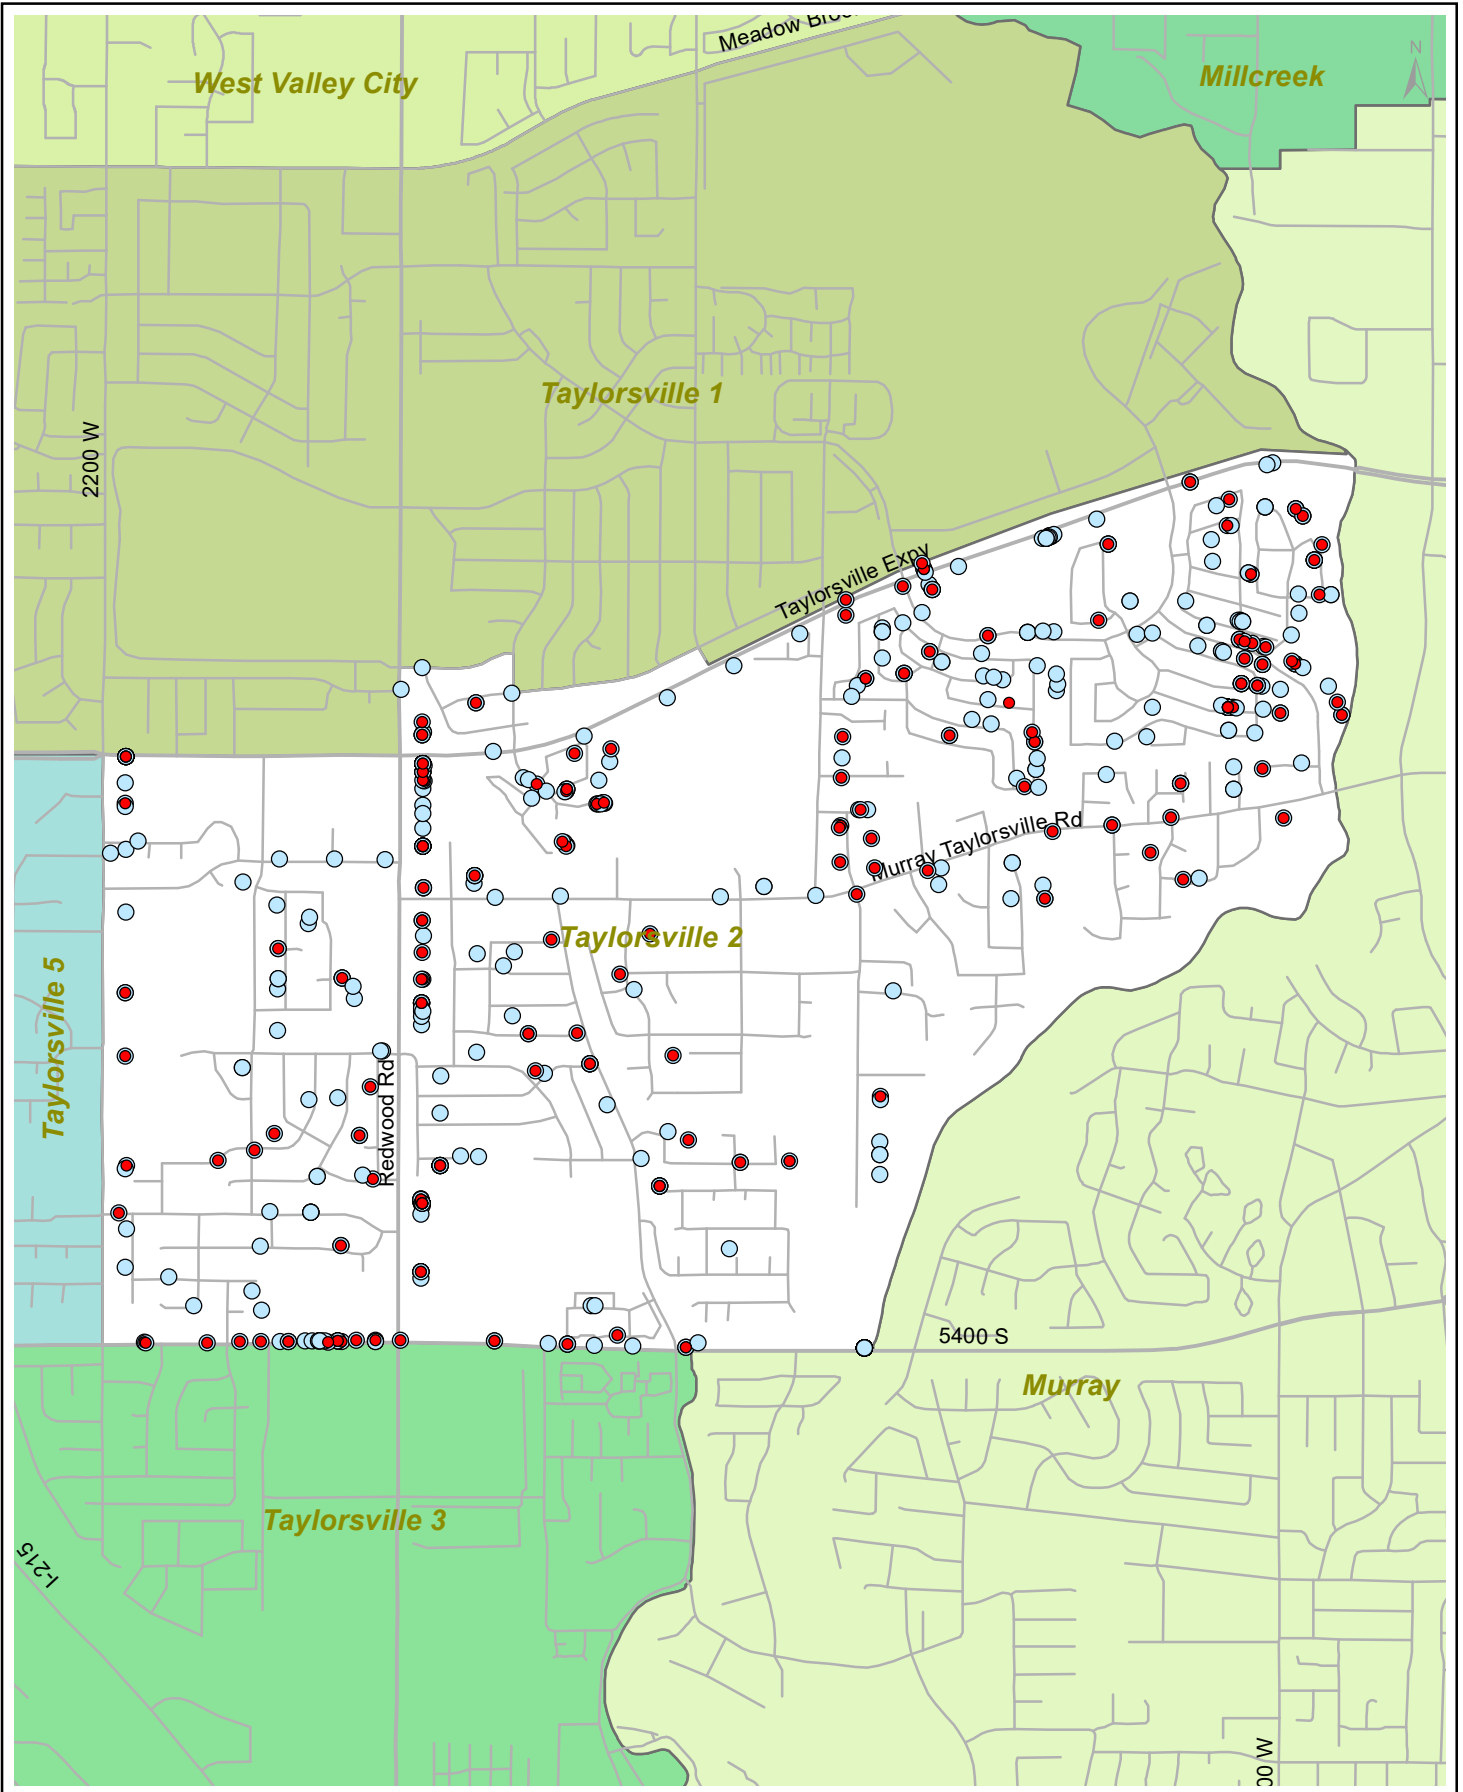 Meadow
West Valley City
Millcreek
N
Taylorsville 1
2200 W
Taylorsville Expy
Murray Taylorsville Rd
Taylorsville 2
Taylorsville 5
Redwood Rd
5400 S
Murray
Taylorsville 3
I-215
W